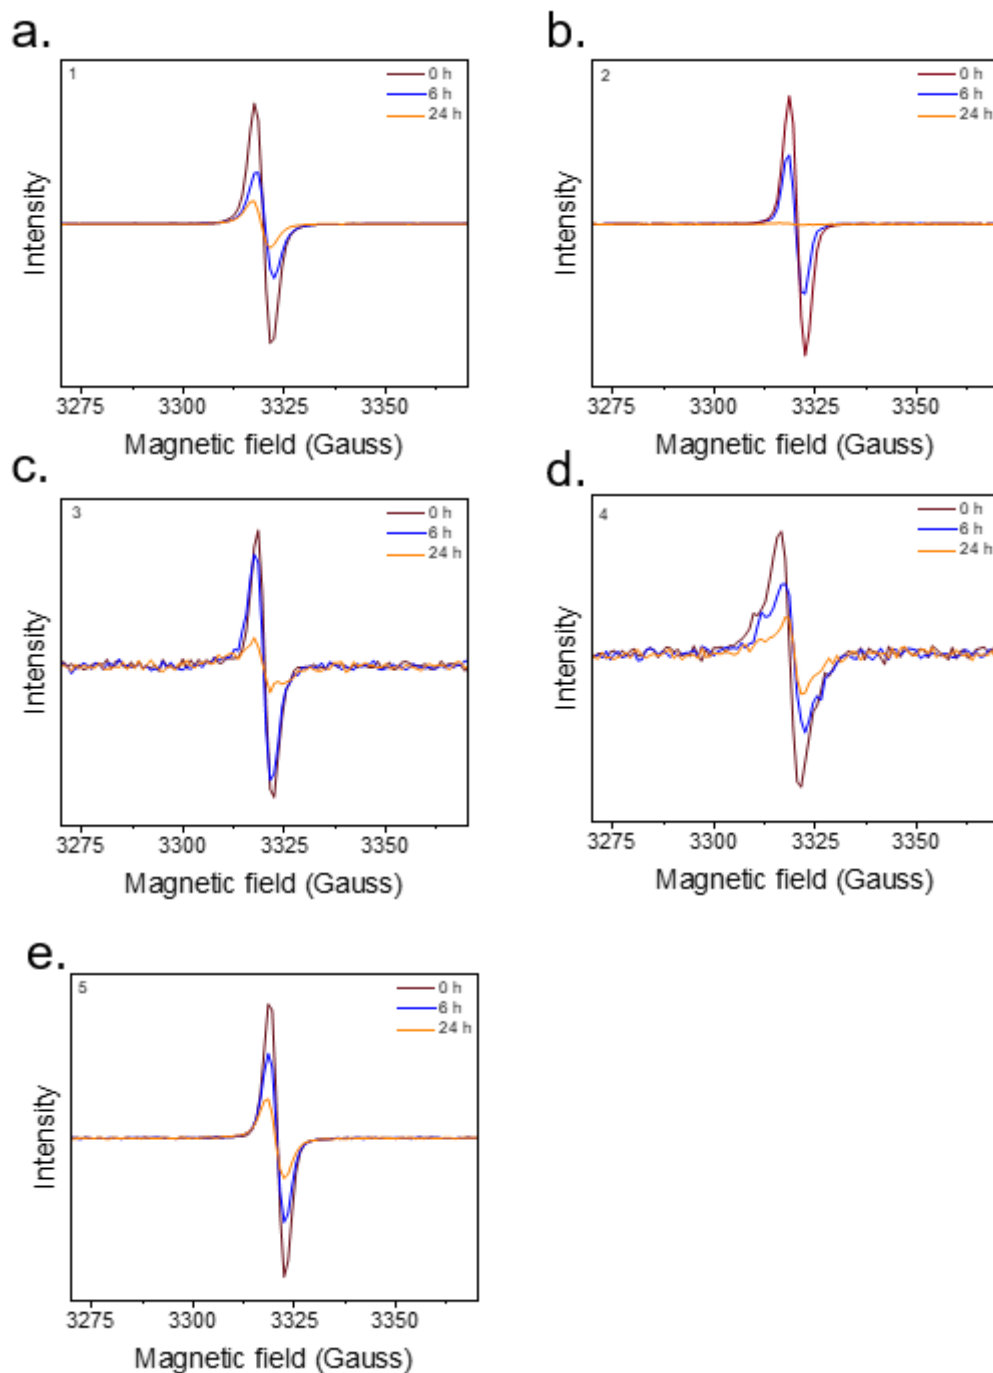 a.
1
0 h
6 h
24 h
Intensity
3275 3300 3325 3350
Magnetic field (Gauss)
b.
2
0 h
6 h
24 h
Intensity
3275 3300 3325 3350
Magnetic field (Gauss)
c.
3
0 h
6 h
24 h
Intensity
3275 3300 3325 3350
Magnetic field (Gauss)
d.
4
0 h
6 h
24 h
Intensity
3275 3300 3325 3350
Magnetic field (Gauss)
e.
5
0 h
6 h
24 h
Intensity
3275 3300 3325 3350
Magnetic field (Gauss)